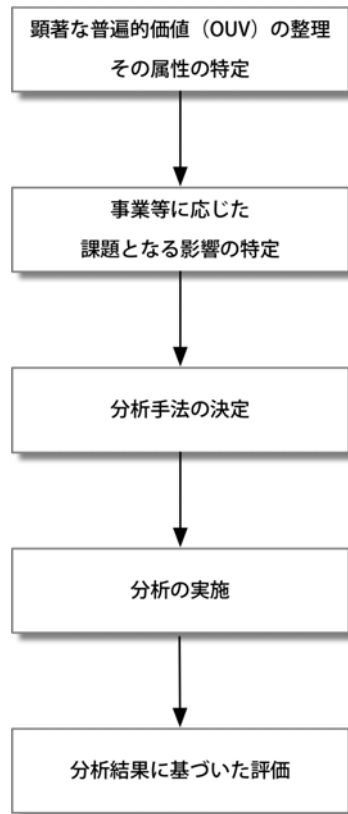 顕著な普遍的価値（OUV）の整理
その属性の特定
事業等に応じた
課題となる影響の特定
分析手法の決定
分析の実施
分析結果に基づいた評価